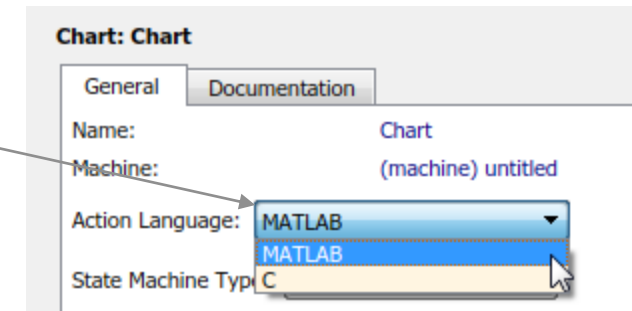 Chart: Chart
General Documentation
Name: Chart
Machine: (machine) untitled
Action Language: MATLAB
MATLAB
State Machine Typ C